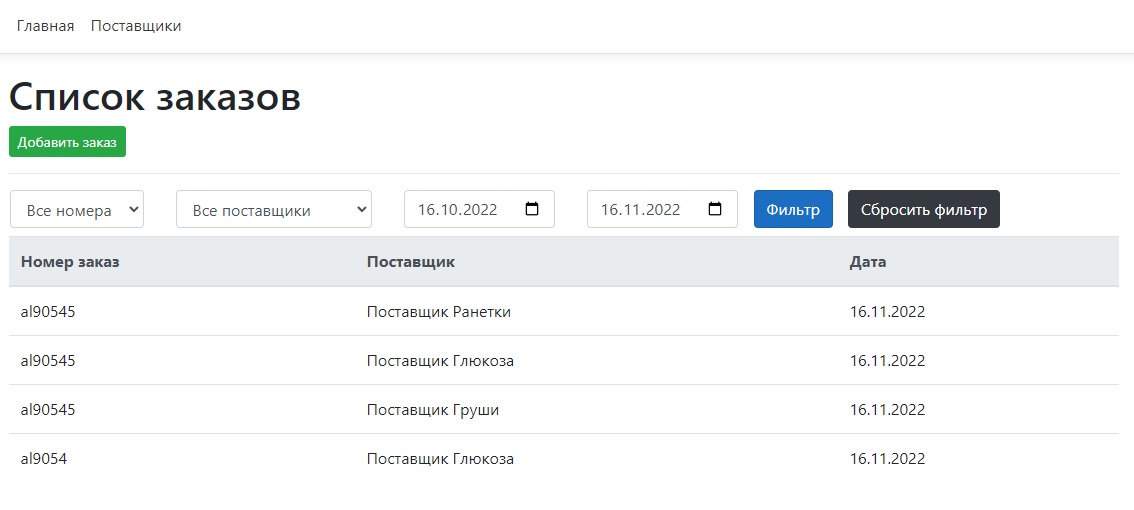 Главная Поставщики
Список заказов
Добавить заказ
Все номера Все поставщики 16.10.2022 16.11.2022 Фильтр Сбросить фильтр
Номер заказ Поставщик Дата
al90545 Поставщик Ранетки 16.11.2022
al90545 Поставщик Глюкоза 16.11.2022
al90545 Поставщик Груши 16.11.2022
al9054 Поставщик Глюкоза 16.11.2022